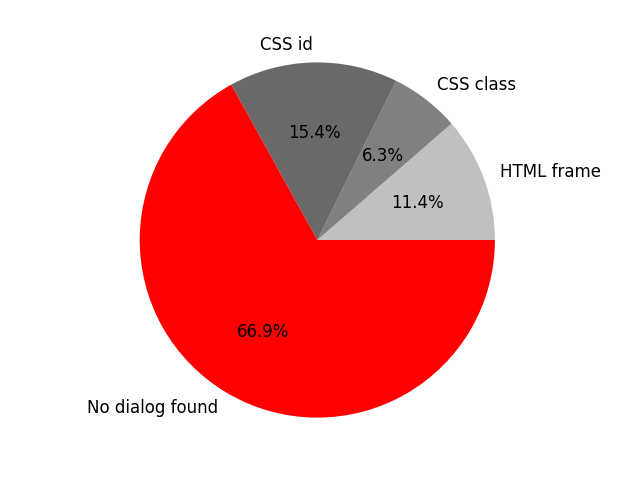 CSS id
CSS class
15.4%
6.3%
HTML frame
11.4%
66.9%
No dialog found